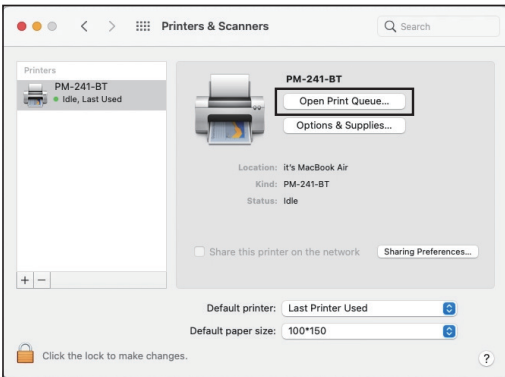 Printers & Scanners
Search
Printers
PM-241-BT
Idle, Last Used
PM-241-BT
Open Print Queue...
Options & Supplies...
Location: it's MacBook Air
Kind: PM-241-BT
Status: Idle
Share this printer on the network
Sharing Preferences...
+ −
Default printer: Last Printer Used
Default paper size: 100*150
Click the lock to make changes.
?